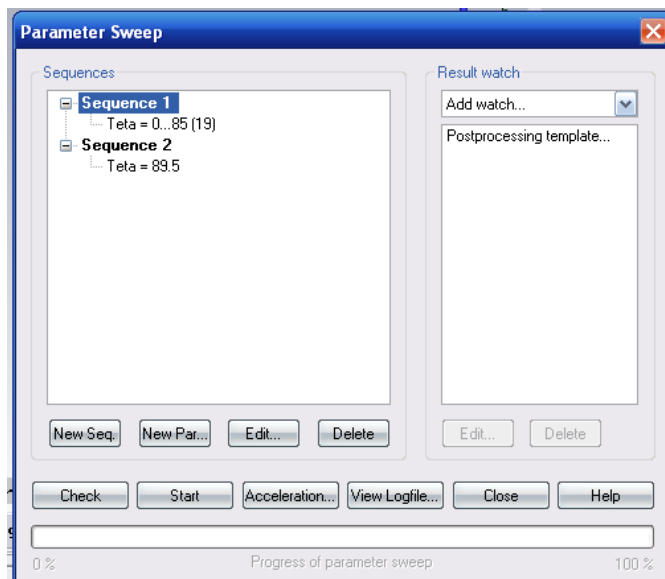 Parameter Sweep
Sequences
Sequence 1
Teta = 0...85 (19)
Sequence 2
Teta = 89.5
New Seq. New Par... Edit... Delete
Result watch
Add watch...
Postprocessing template...
Edit... Delete
Check Start Acceleration... View Logfile... Close Help
0 % Progress of parameter sweep 100 %